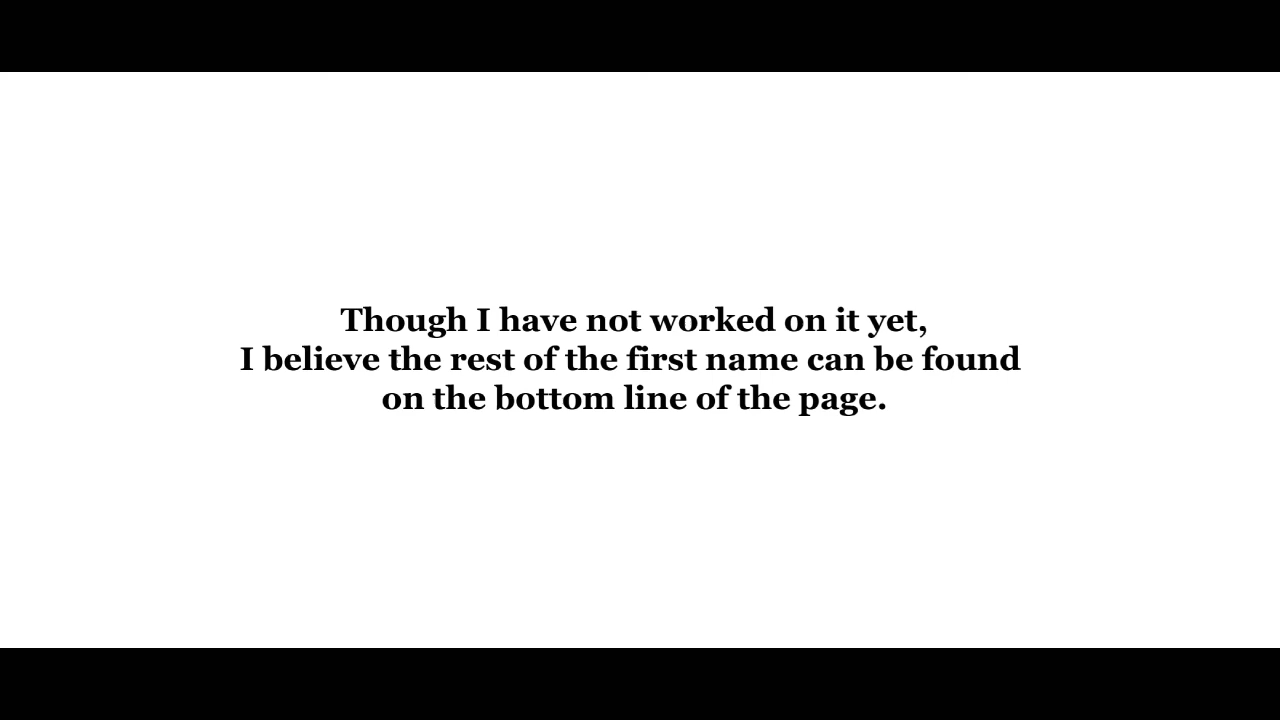 Though I have not worked on it yet,
I believe the rest of the first name can be found
on the bottom line of the page.